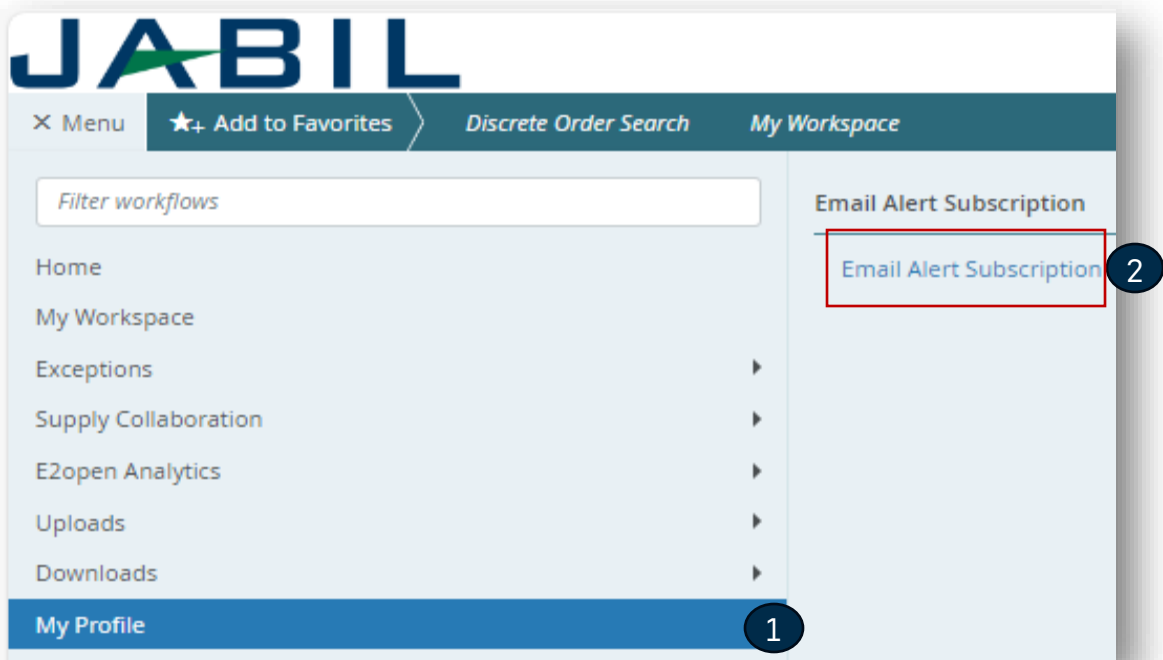 JABIL
× Menu
Add to Favorites
Discrete Order Search
My Workspace
Filter workflows
Home
My Workspace
Exceptions
Supply Collaboration
E2open Analytics
Uploads
Downloads
My Profile
1
Email Alert Subscription
Email Alert Subscription
2